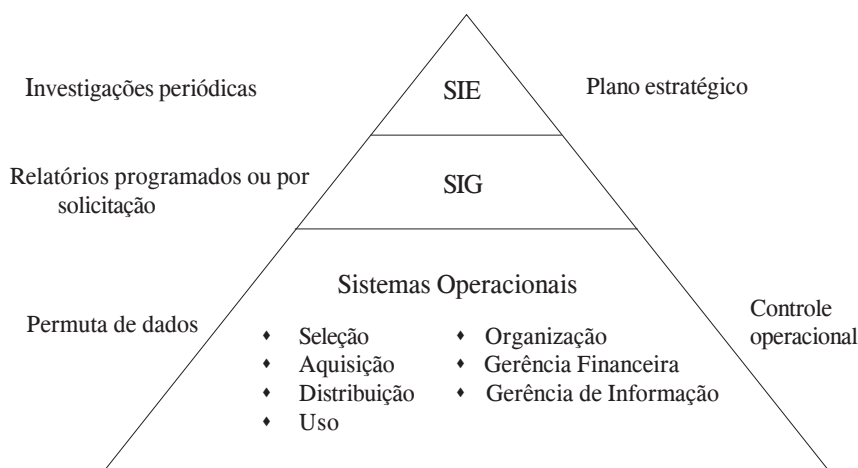 SIE
Investigações periódicas
Plano estratégico
Relatórios programados ou por
solicitação
SIG
Sistemas Operacionais
Permuta de dados
Controle
operacional
♦ Seleção
♦ Aquisição
♦ Distribuição
♦ Uso
♦ Organização
♦ Gerência Financeira
♦ Gerência de Informação